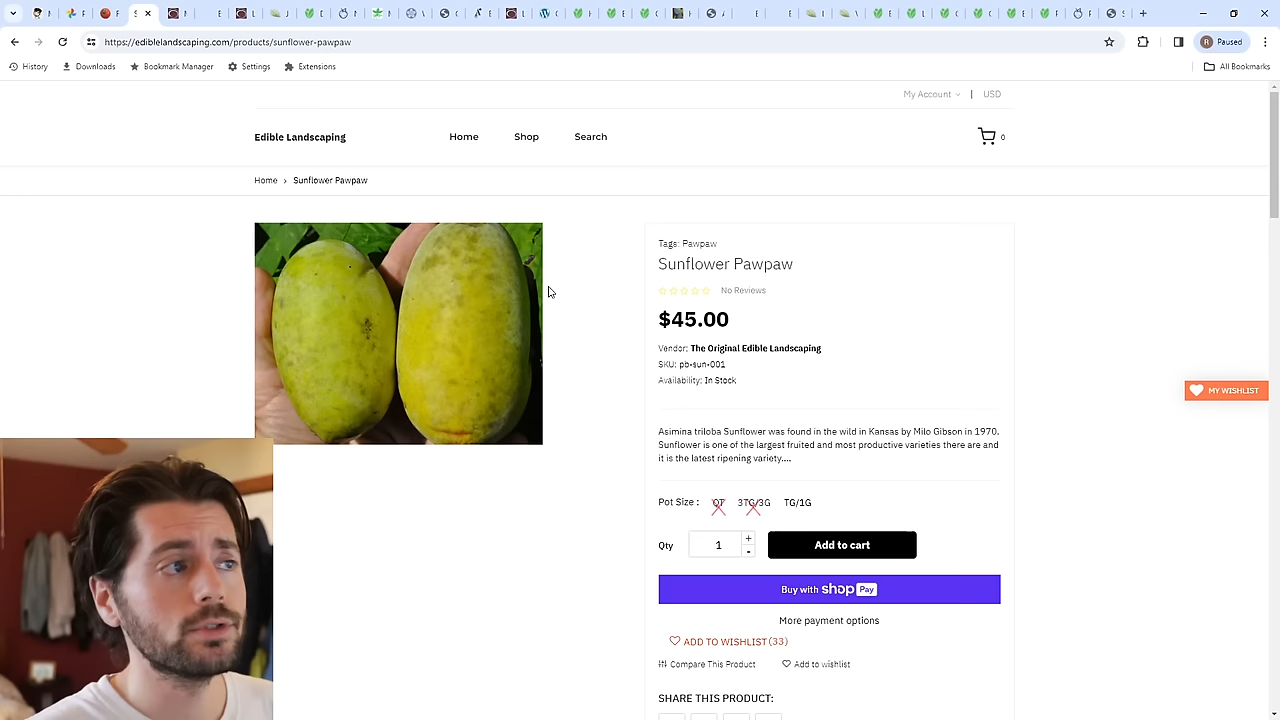 Paused
https://ediblelandscaping.com/products/sunflower-pawpaw
History Downloads Bookmark Manager Settings Extensions All Bookmarks
My Account | USD
Edible Landscaping Home Shop Search 0
Home › Sunflower Pawpaw
Tags: Pawpaw
Sunflower Pawpaw
No Reviews
$45.00
Vendor: The Original Edible Landscaping
SKU: pb-sun-001
Availability: In Stock
MY WISHLIST
Asimina triloba Sunflower was found in the wild in Kansas by Milo Gibson in 1970.
Sunflower is one of the largest fruited and most productive varieties there are and
it is the latest ripening variety....
Pot Size : QT 3TG/3G TG/1G
Qty 1 + - Add to cart
Buy with shop Pay
More payment options
ADD TO WISHLIST (33)
Compare This Product Add to wishlist
SHARE THIS PRODUCT: